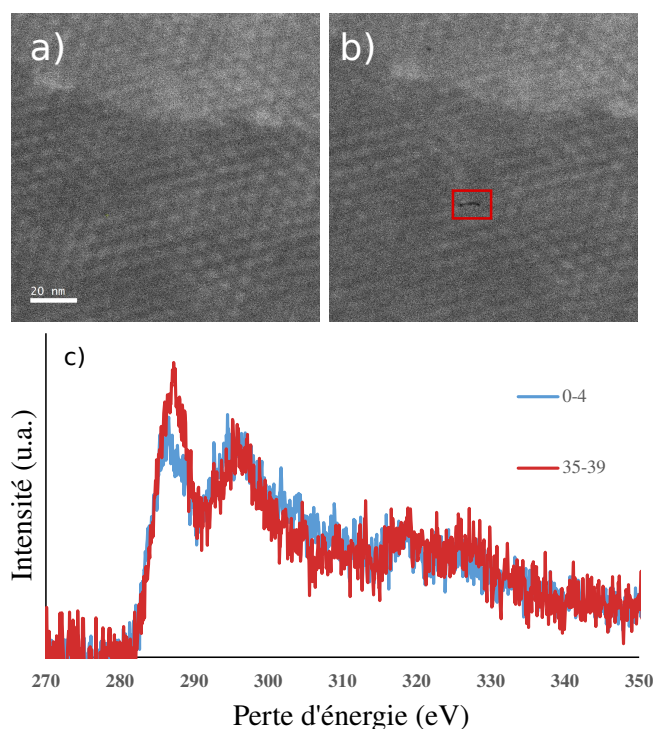 a)
b)
20 nm
c)
0-4
35-39
Intensité (u.a.)
270 280 290 300 310 320 330 340 350
Perte d'énergie (eV)